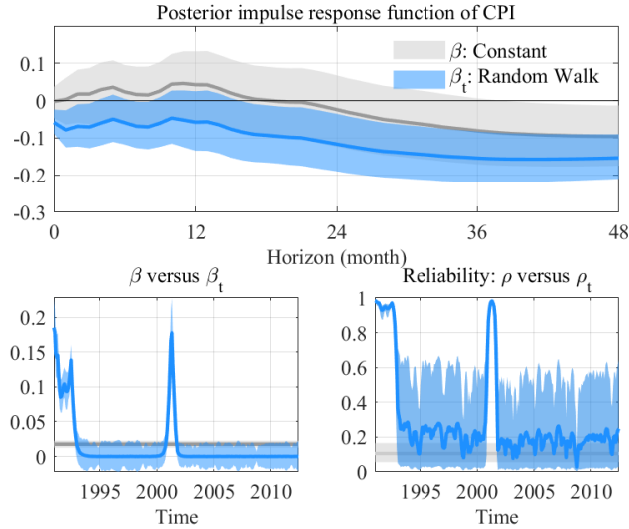 Posterior impulse response function of CPI
0.1
0
-0.1
-0.2
-0.3
β: Constant
βt: Random Walk
0 12 24 36 48
Horizon (month)
β versus βt
0.2
0.15
0.1
0.05
0
1995 2000 2005 2010
Time
Reliability: ρ versus ρt
1
0.8
0.6
0.4
0.2
0
1995 2000 2005 2010
Time